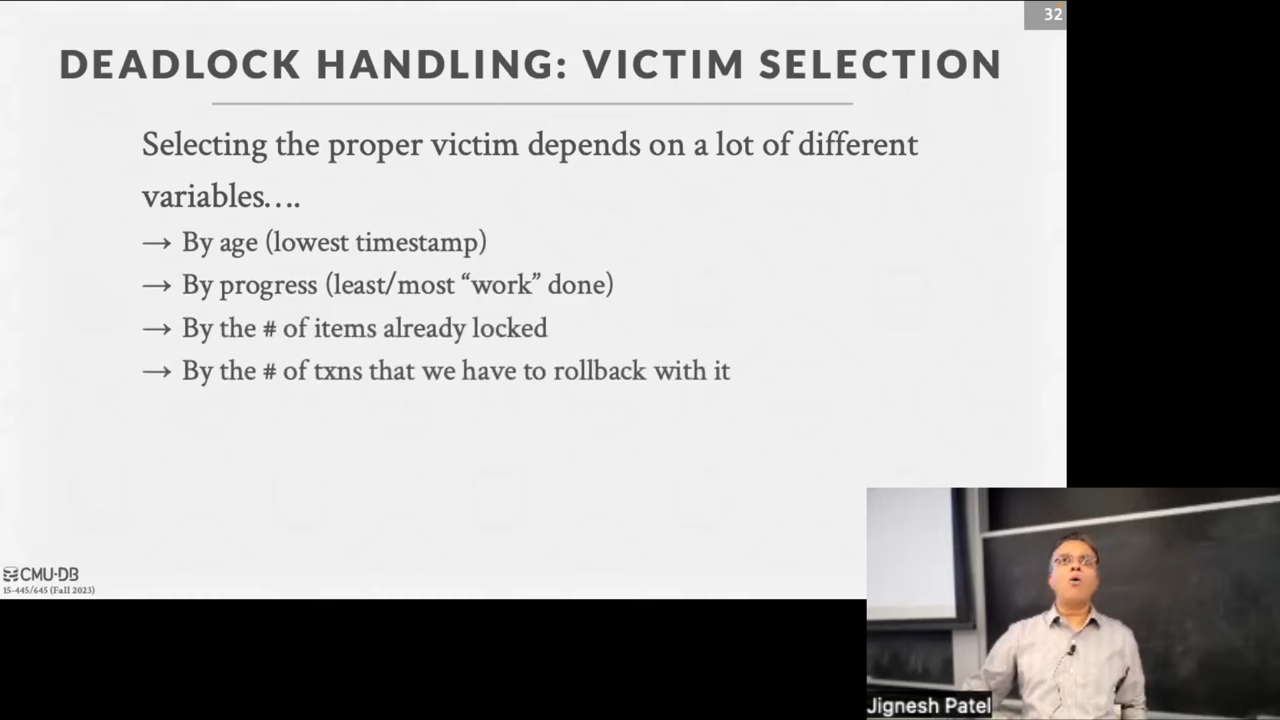 32
DEADLOCK HANDLING: VICTIM SELECTION
Selecting the proper victim depends on a lot of different
variables….
→ By age (lowest timestamp)
→ By progress (least/most “work” done)
→ By the # of items already locked
→ By the # of txns that we have to rollback with it
CMU·DB
15-445/645 (Fall 2023)
Jignesh Patel